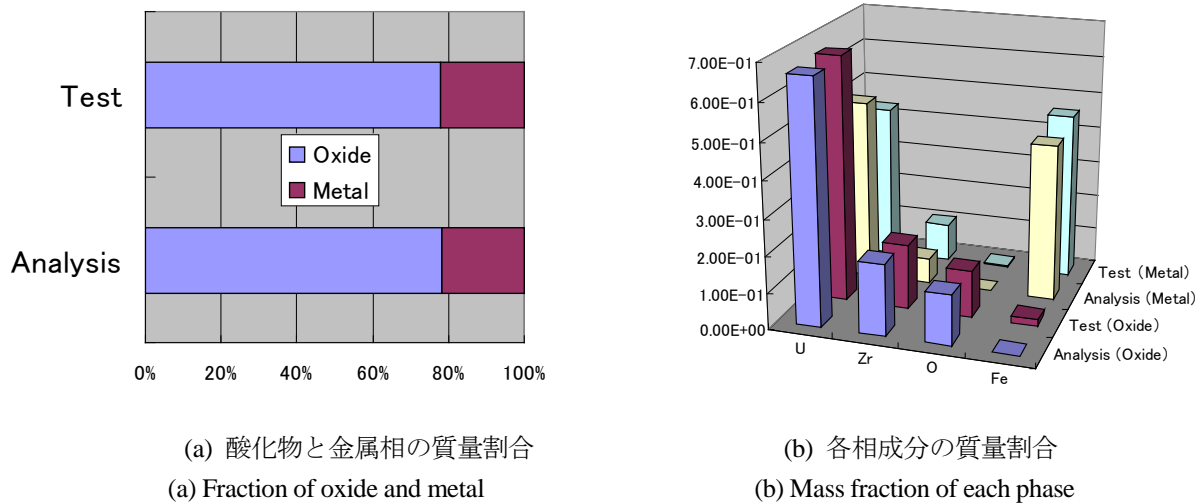 Test
Analysis
Oxide
Metal
0% 20% 40% 60% 80% 100%
7.00E-01
6.00E-01
5.00E-01
4.00E-01
3.00E-01
2.00E-01
1.00E-01
0.00E+00
U
Zr
O
Fe
Test (Metal)
Analysis (Metal)
Test (Oxide)
Analysis (Oxide)
(a) 酸化物と金属相の質量割合
(a) Fraction of oxide and metal
(b) 各相成分の質量割合
(b) Mass fraction of each phase